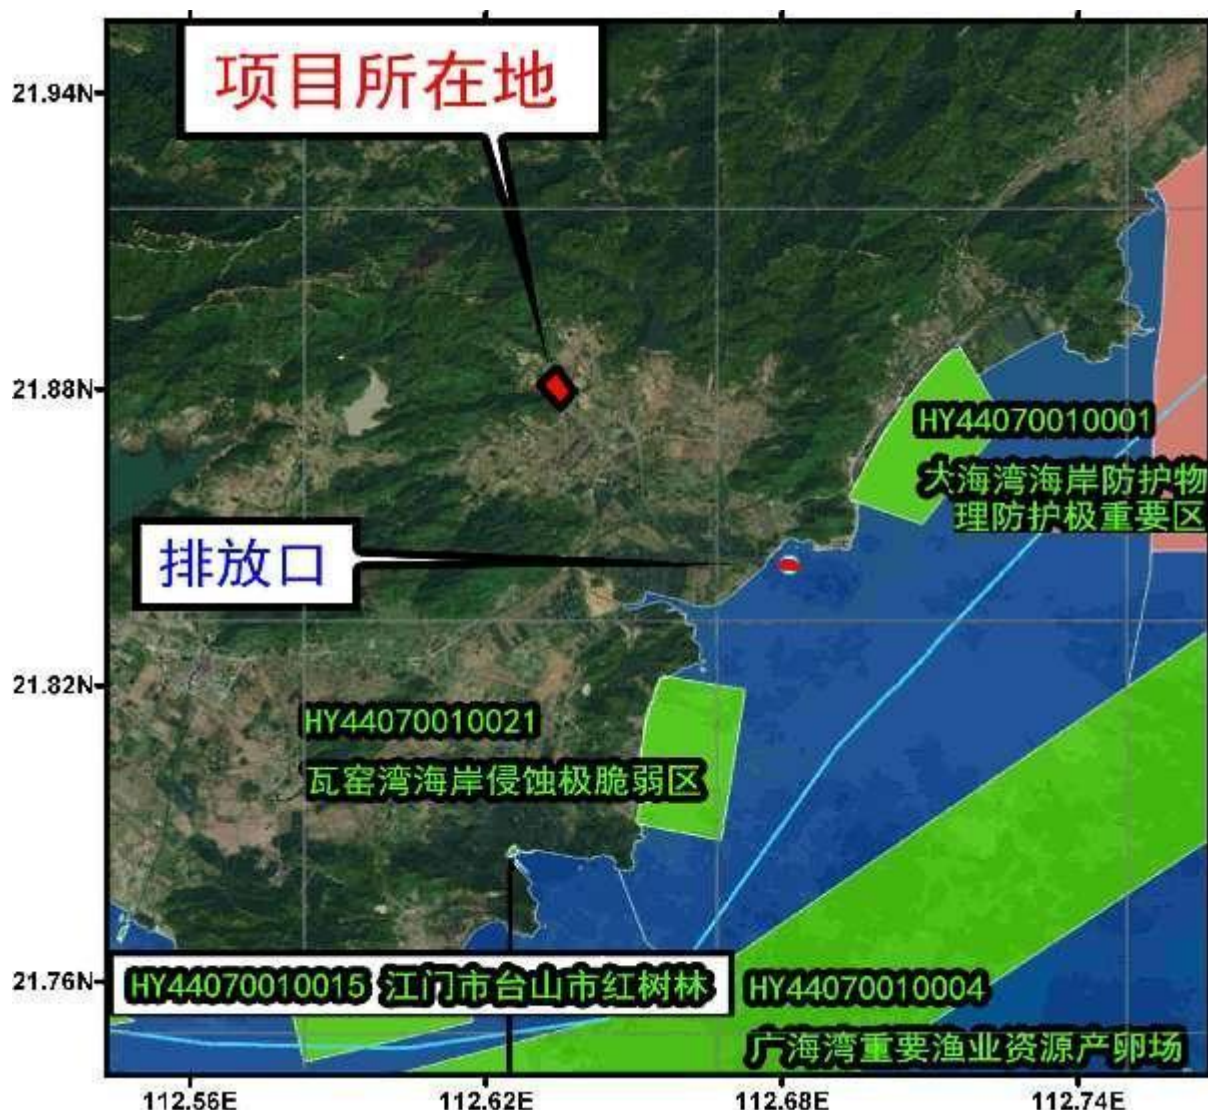 项目所在地
21.94N
21.88N
HY44070010001
大海湾海岸防护物
理防护极重要区
排放口
21.82N
HY44070010021
瓦窑湾海岸侵蚀极脆弱区
21.76N
HY44070010015 江门市台山市红树林
HY44070010004
广海湾重要渔业资源产卵场
112.56E
112.62E
112.68E
112.74E